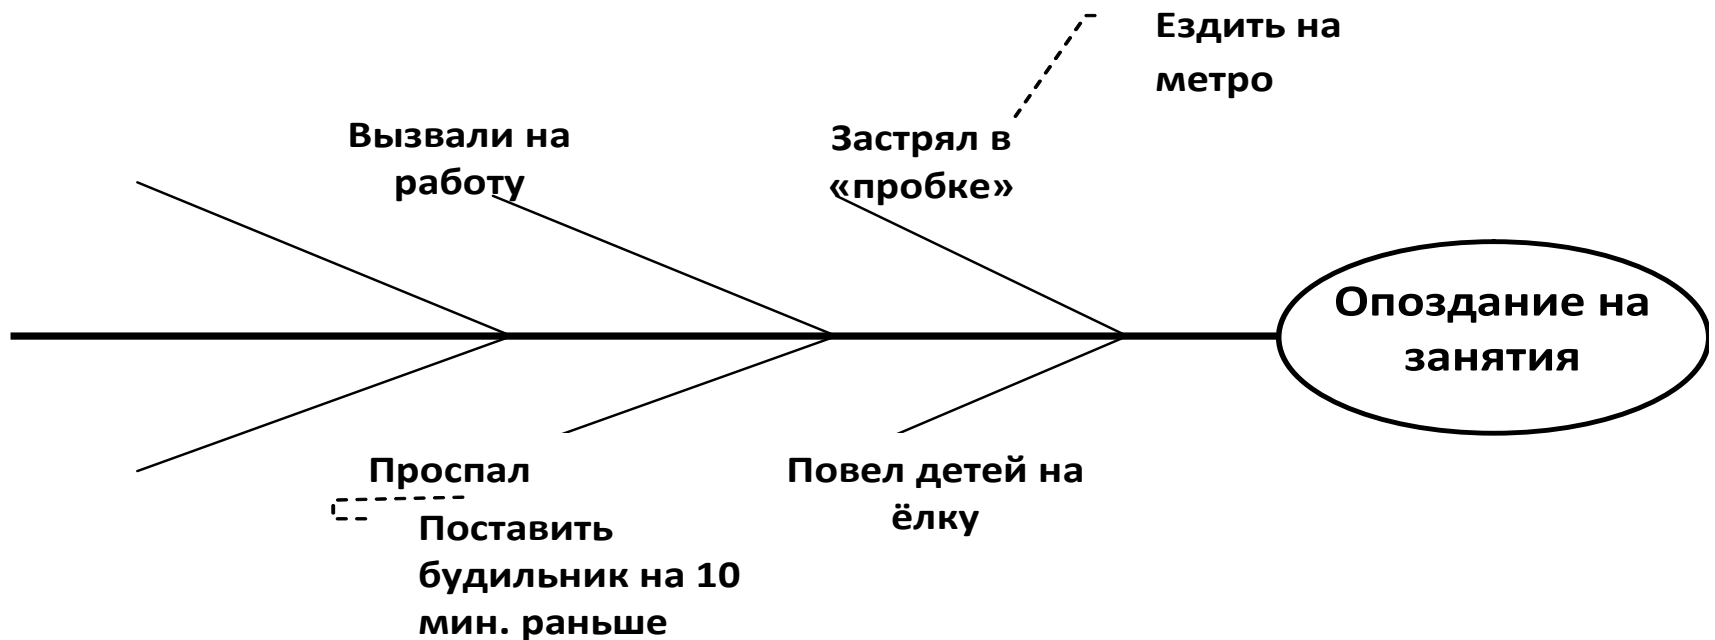 Ездить на
метро
Вызвали на
работу
Застрял в
«пробке»
Опоздание на
занятия
Проспал
Поставить
будильник на 10
мин. раньше
Повел детей на
ёлку